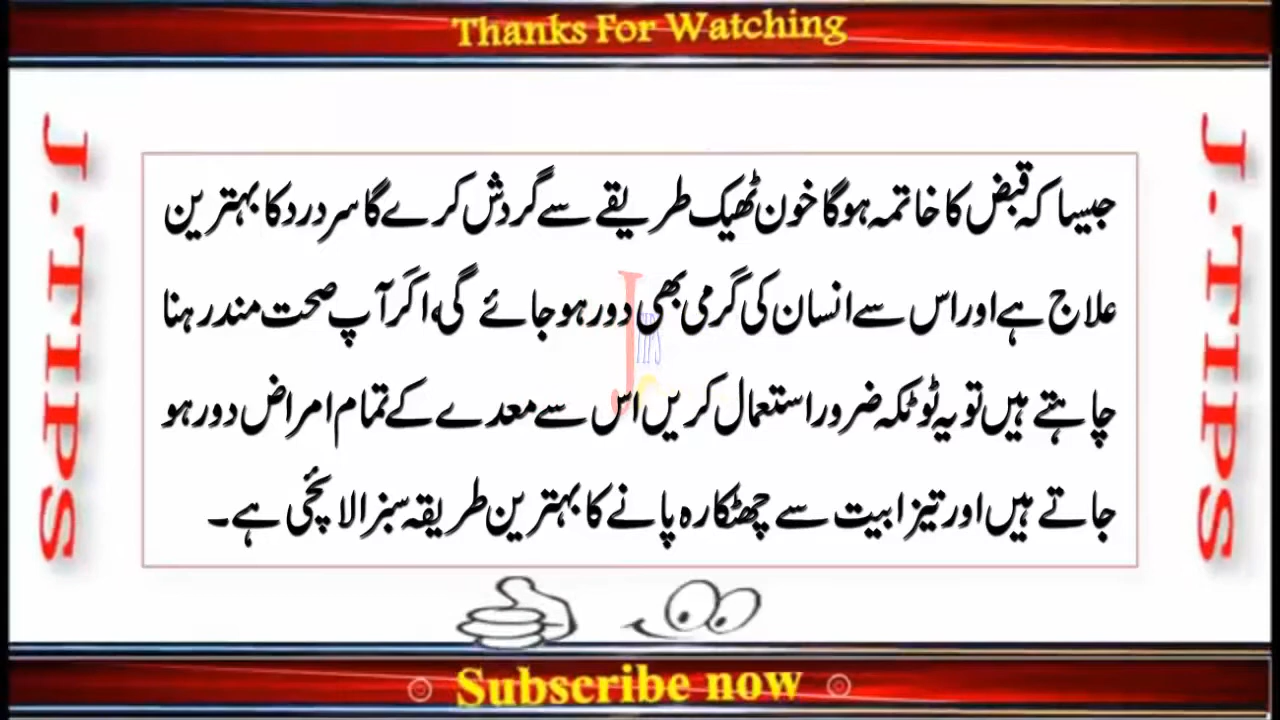 Thanks For Watching
J.TIPS
J.TIPS
جیسا کہ قبض کا خاتمہ ہوگا خون ٹھیک طریقے سے گردش کرے گا سر درد کا بہترین
علاج ہے اور اس سے انسان کی گرمی بھی دور ہو جائے گی، اگر آپ صحت مند رہنا
چاہتے ہیں تو یہ ٹوٹکہ ضرور استعمال کریں اس سے معدے کے تمام امراض دور ہو
جاتے ہیں اور تیزابیت سے چھٹکارہ پانے کا بہترین طریقہ سبز الائچی ہے۔
J
TIPS
Subscribe now